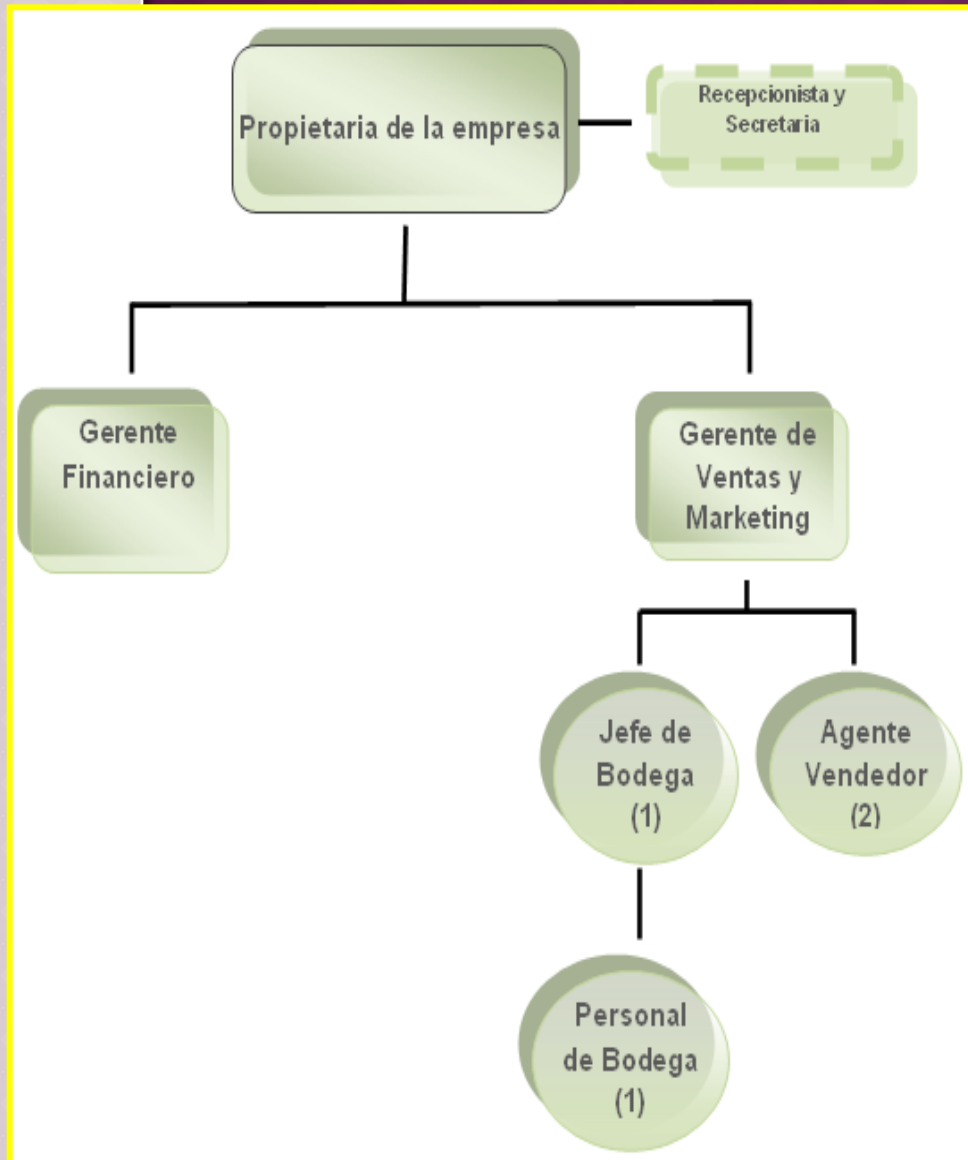 Propietaria de la empresa
Recepcionista y
Secretaria
Gerente
Financiero
Gerente de
Ventas y
Marketing
Jefe de
Bodega
(1)
Agente
Vendedor
(2)
Personal
de Bodega
(1)